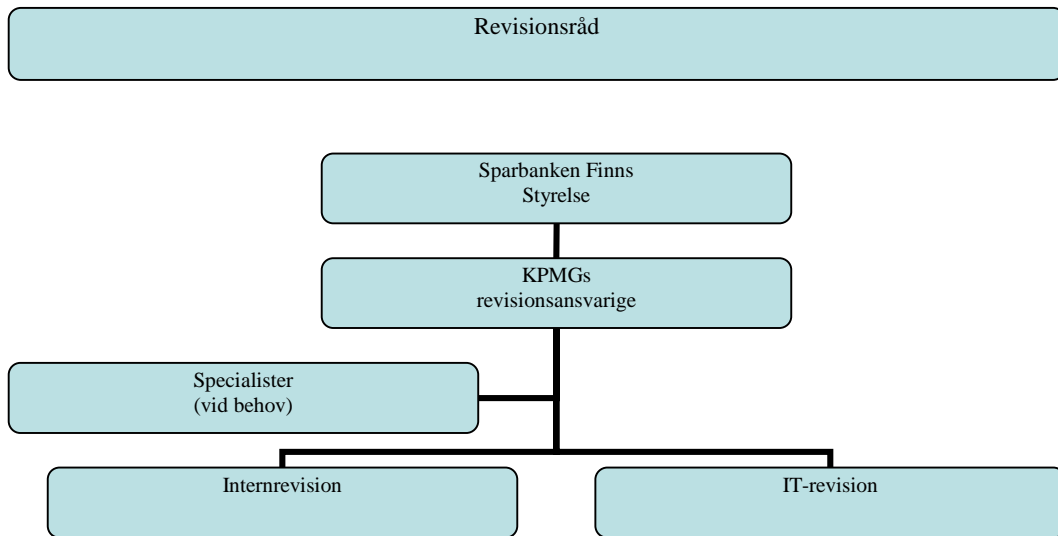 Revisionsråd
Sparbanken Finns
Styrelse
KPMGs
revisionsansvarige
Specialister
(vid behov)
Internrevision
IT-revision